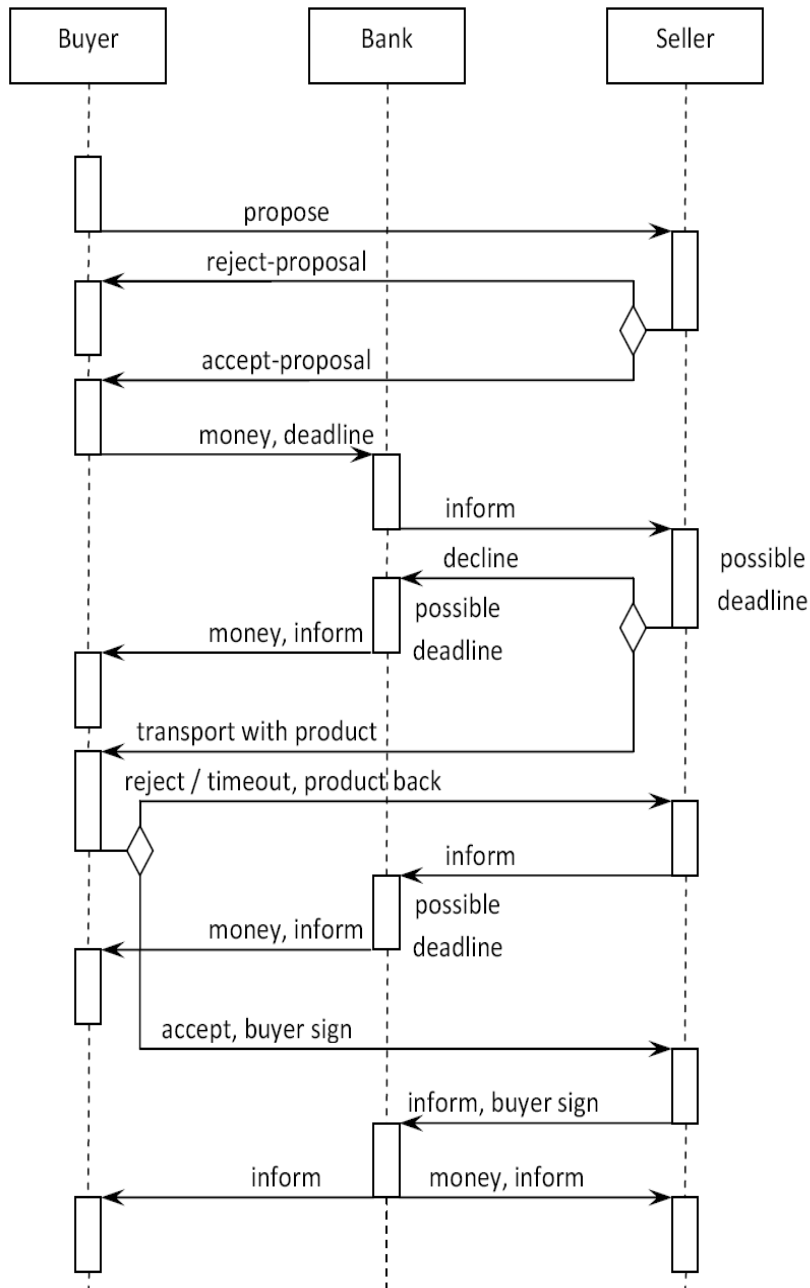 Buyer
Bank
Seller
propose
reject-proposal
accept-proposal
money, deadline
inform
decline
possible
deadline
possible
deadline
money, inform
transport with product
reject / timeout, product back
inform
possible
deadline
money, inform
accept, buyer sign
inform, buyer sign
inform
money, inform